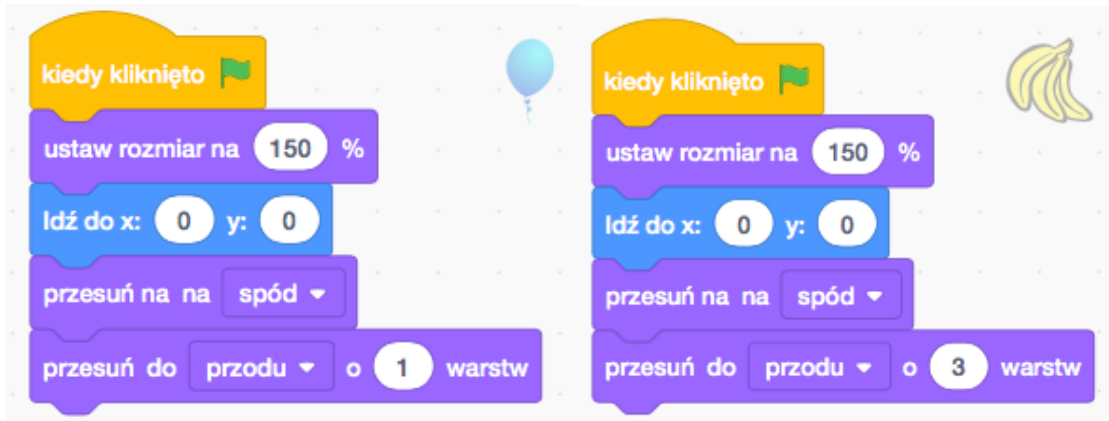 kiedy kliknięto
ustaw rozmiar na 150 %
Idź do x: 0 y: 0
przesuń na na spód
przesuń do przodu o 1 warstw
kiedy kliknięto
ustaw rozmiar na 150 %
Idź do x: 0 y: 0
przesuń na na spód
przesuń do przodu o 3 warstw